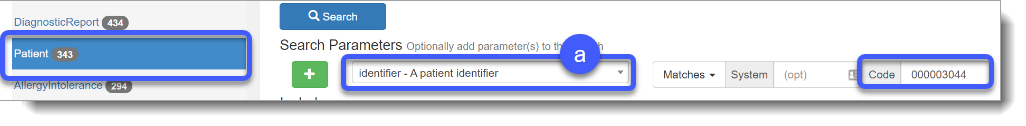 Search
DiagnosticReport 434
Search Parameters Optionally add parameter(s) to the
Patient 343
a
identifier - A patient identifier
Matches System (opt) Code 000003044
AllergyIntolerance 294